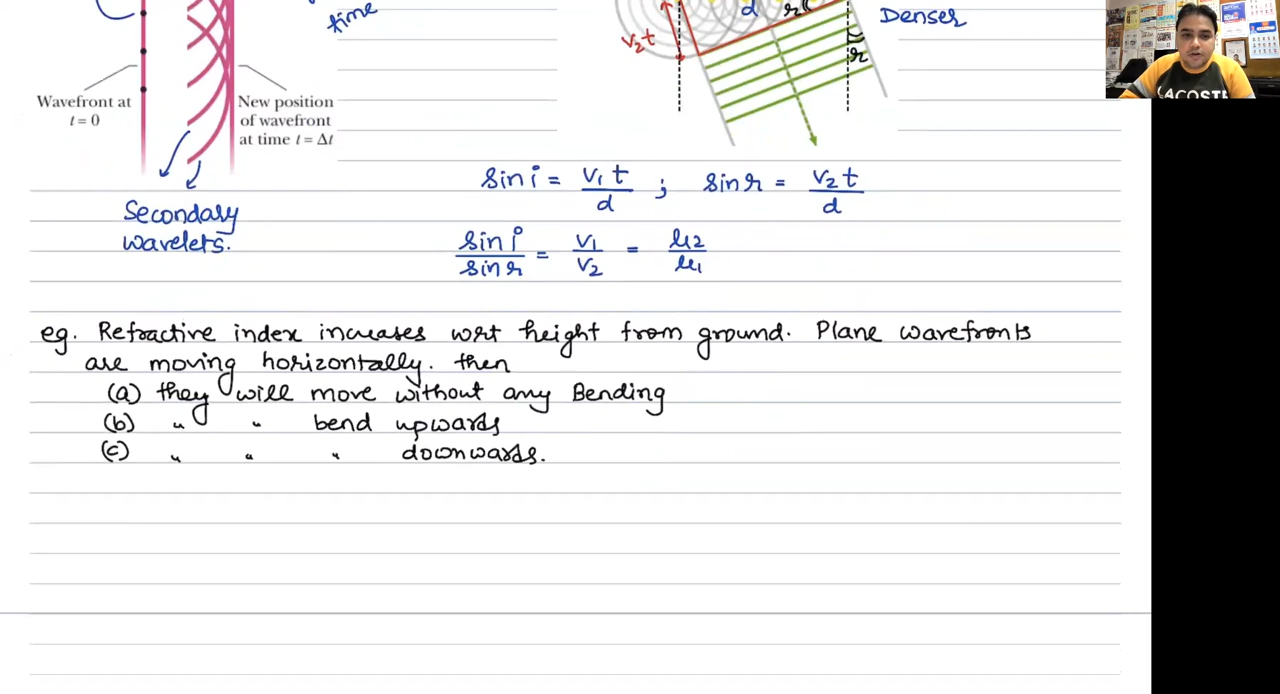 time
d
r
Denser
v₂t
r
LACOSTE
Wavefront at
t = 0
New position
of wavefront
at time t = Δt
Secondary
wavelets.
sin i = v₁t/d ; sin r = v₂t/d
sin i/sin r = v₁/v₂ = μ₂/μ₁
eg. Refractive index increases wrt height from ground. Plane wavefronts
are moving horizontally. then
(a) they will move without any Bending
(b) " " bend upwards
(c) " " " downwards.